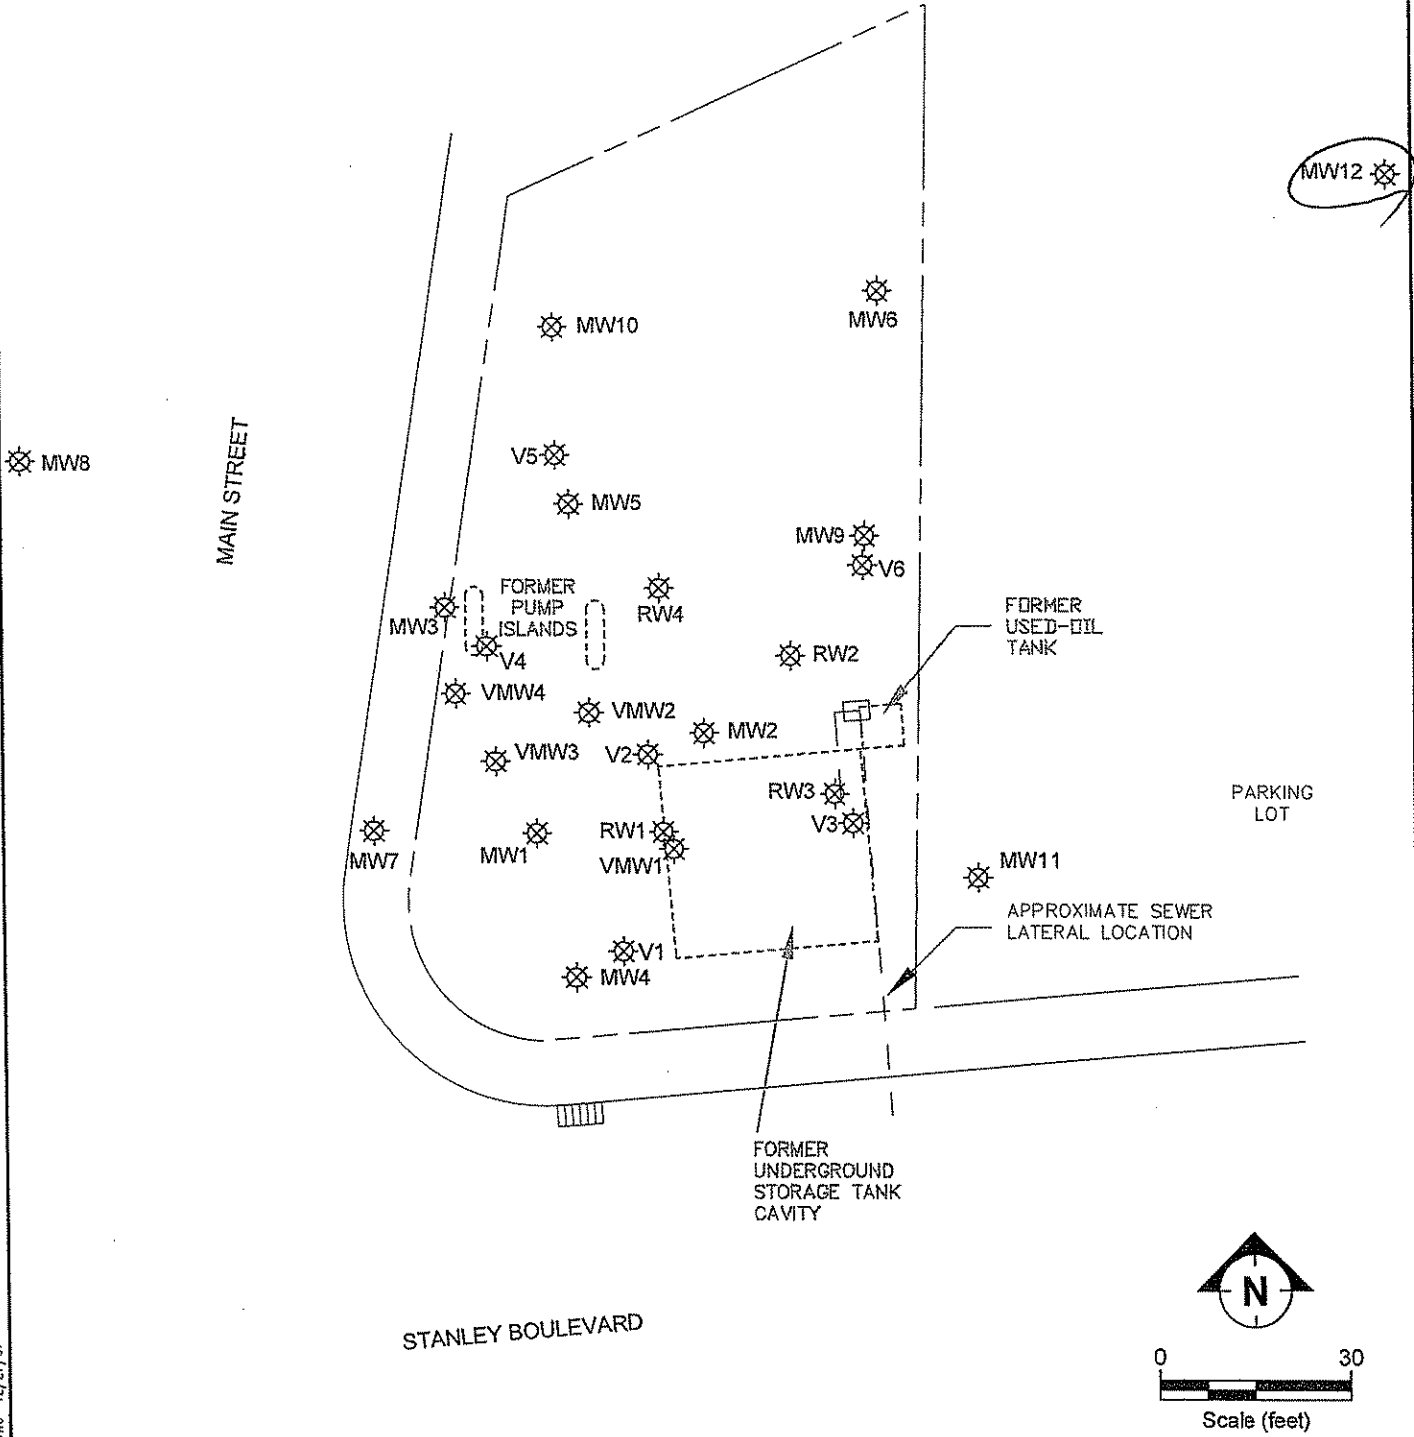 MW12
MW6
MW10
MAIN STREET
MW8
V5
MW5
MW9
V6
FORMER
PUMP
ISLANDS
RW4
FORMER
USED-OIL
TANK
MW3
V4
RW2
VMW4
VMW2
MW2
VMW3
V2
RW3
PARKING
LOT
V3
RW1
MW7
MW1
VMW1
MW11
APPROXIMATE SEWER
LATERAL LOCATION
V1
MW4
FORMER
UNDERGROUND
STORAGE TANK
CAVITY
N
STANLEY BOULEVARD
0 30
Scale (feet)